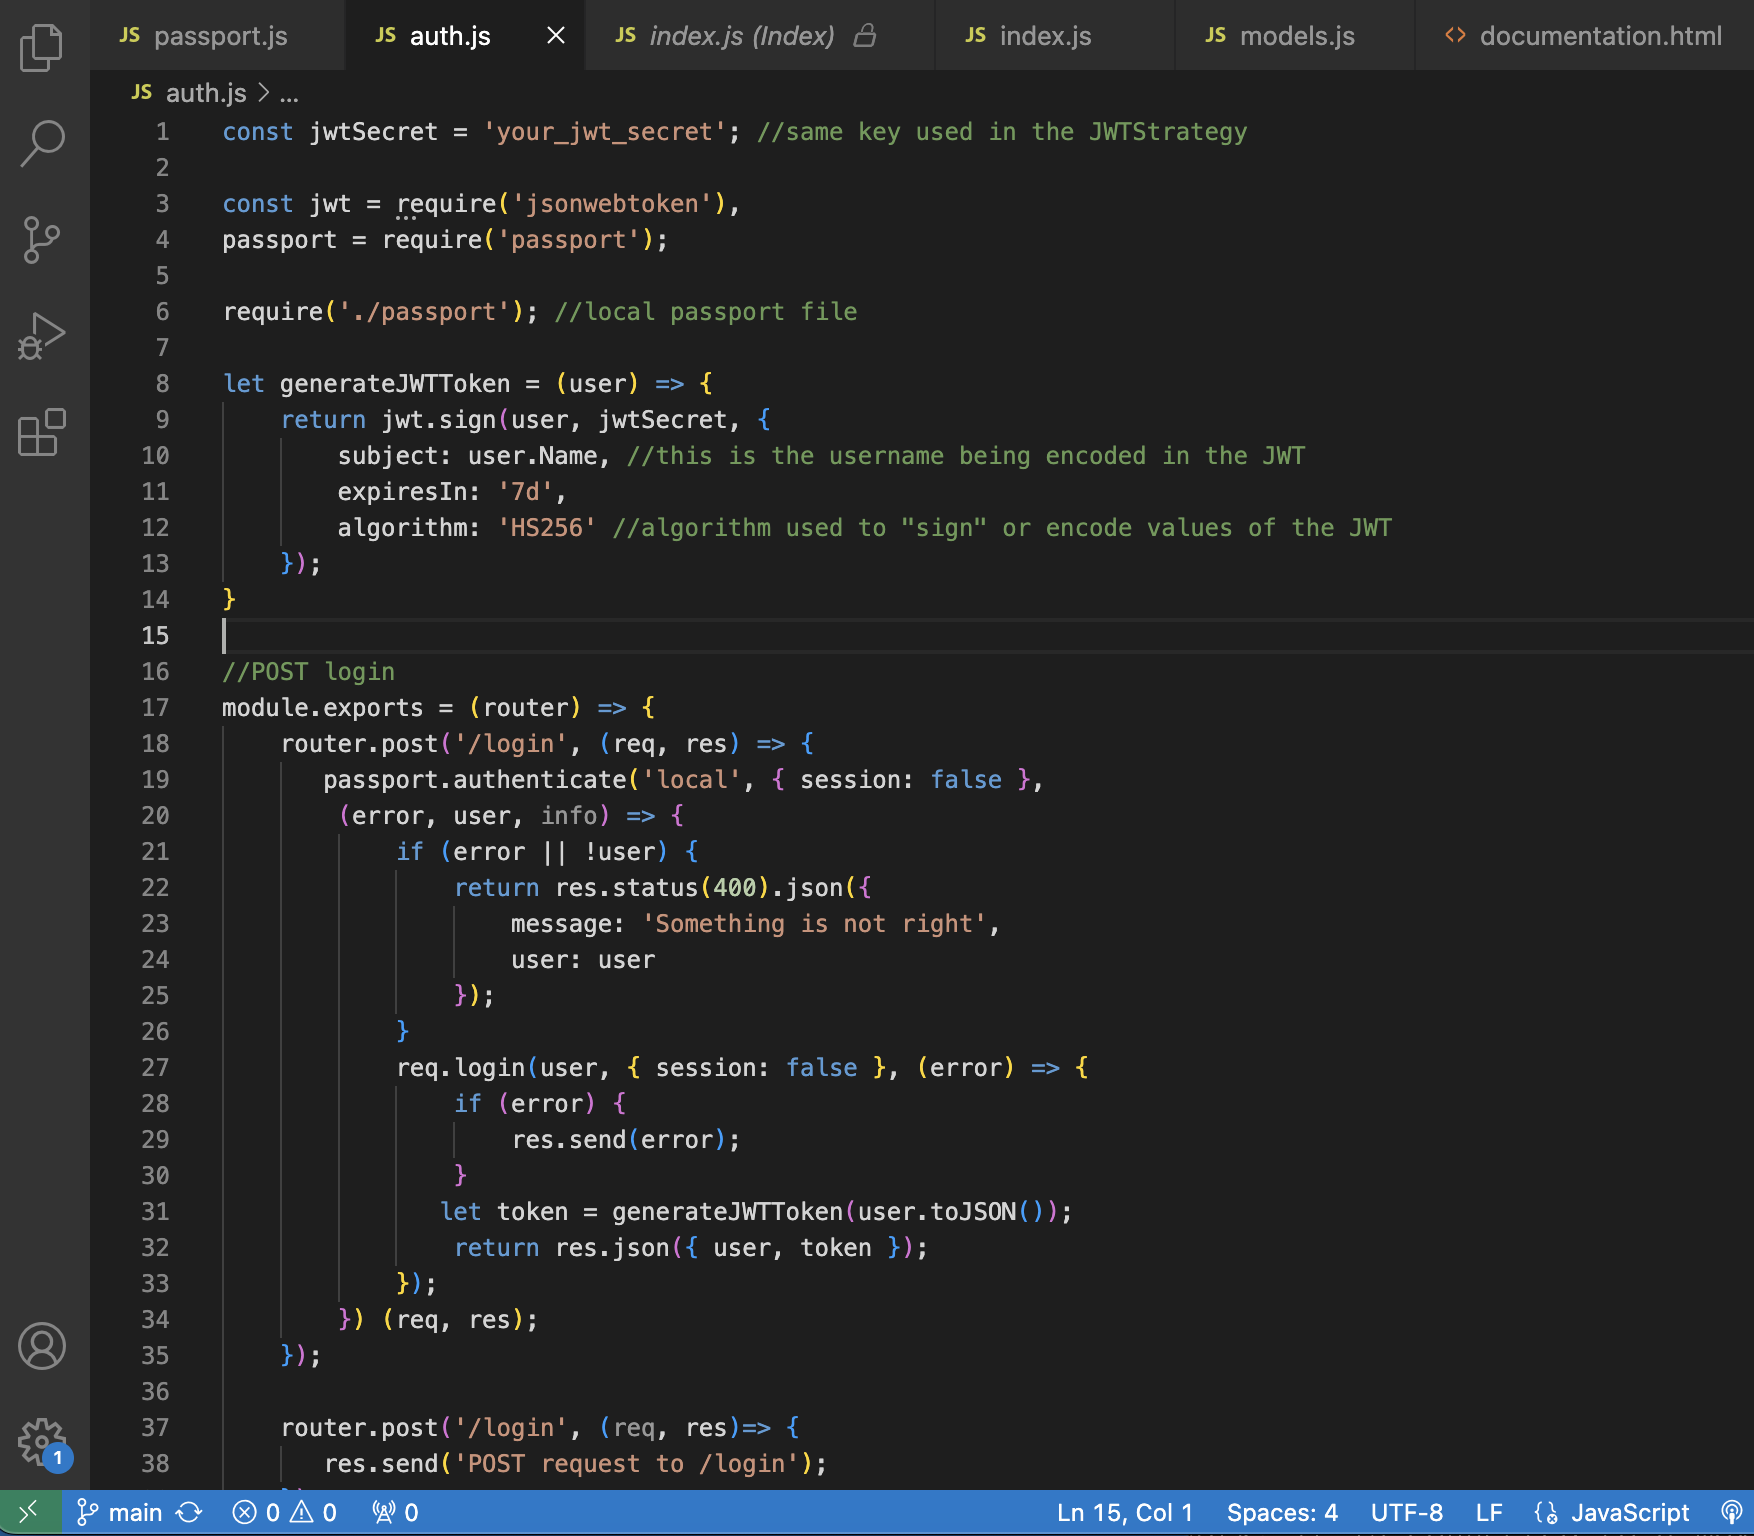 JS passport.js JS auth.js JS index.js (Index) JS index.js JS models.js <> documentation.html
JS auth.js > ...
1 const jwtSecret = 'your_jwt_secret'; //same key used in the JWTStrategy
2
3 const jwt = require('jsonwebtoken'),
4 passport = require('passport');
5
6 require('./passport'); //local passport file
7
8 let generateJWTToken = (user) => {
9 return jwt.sign(user, jwtSecret, {
10 subject: user.Name, //this is the username being encoded in the JWT
11 expiresIn: '7d',
12 algorithm: 'HS256' //algorithm used to "sign" or encode values of the JWT
13 });
14 }
15
16 //POST login
17 module.exports = (router) => {
18 router.post('/login', (req, res) => {
19 passport.authenticate('local', { session: false },
20 (error, user, info) => {
21 if (error || !user) {
22 return res.status(400).json({
23 message: 'Something is not right',
24 user: user
25 });
26 }
27 req.login(user, { session: false }, (error) => {
28 if (error) {
29 res.send(error);
30 }
31 let token = generateJWTToken(user.toJSON());
32 return res.json({ user, token });
33 });
34 }) (req, res);
35 });
36
37 router.post('/login', (req, res)=> {
38 res.send('POST request to /login');
1
main 0 0 0 Ln 15, Col 1 Spaces: 4 UTF-8 LF JavaScript